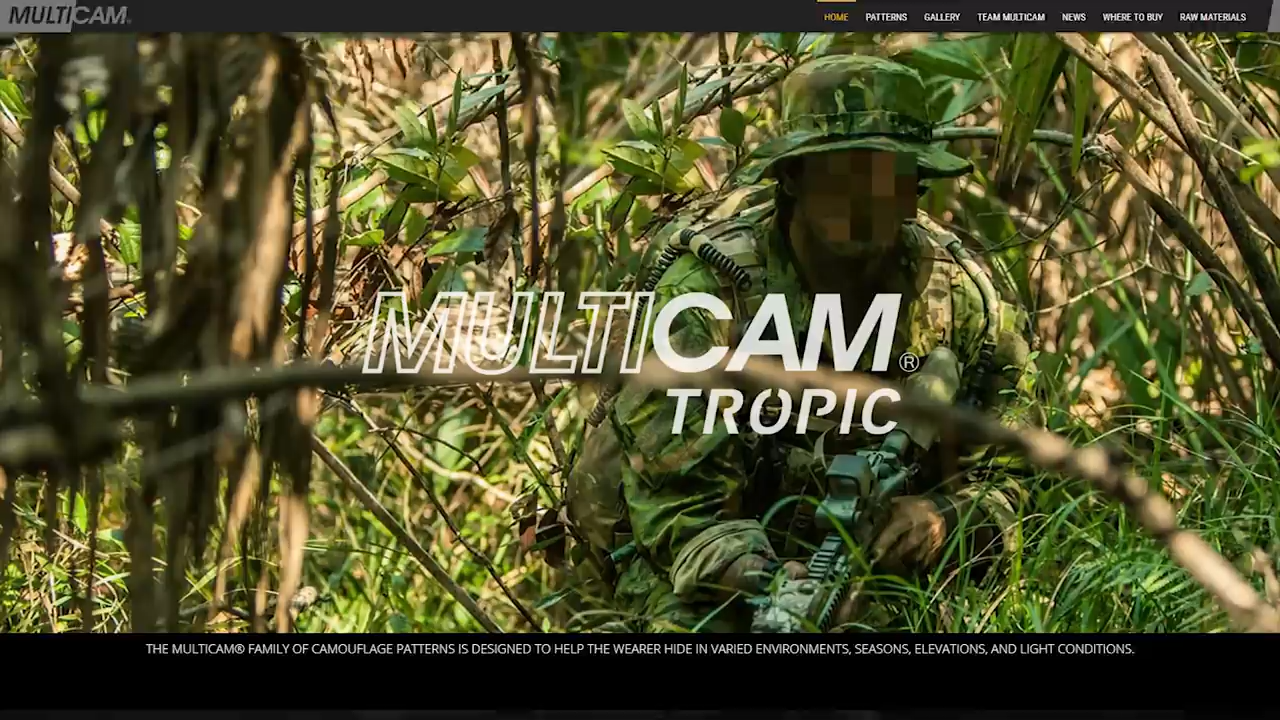 MULTICAM®
HOME PATTERNS GALLERY TEAM MULTICAM NEWS WHERE TO BUY RAW MATERIALS
MULTICAM®
TROPIC
THE MULTICAM® FAMILY OF CAMOUFLAGE PATTERNS IS DESIGNED TO HELP THE WEARER HIDE IN VARIED ENVIRONMENTS, SEASONS, ELEVATIONS, AND LIGHT CONDITIONS.